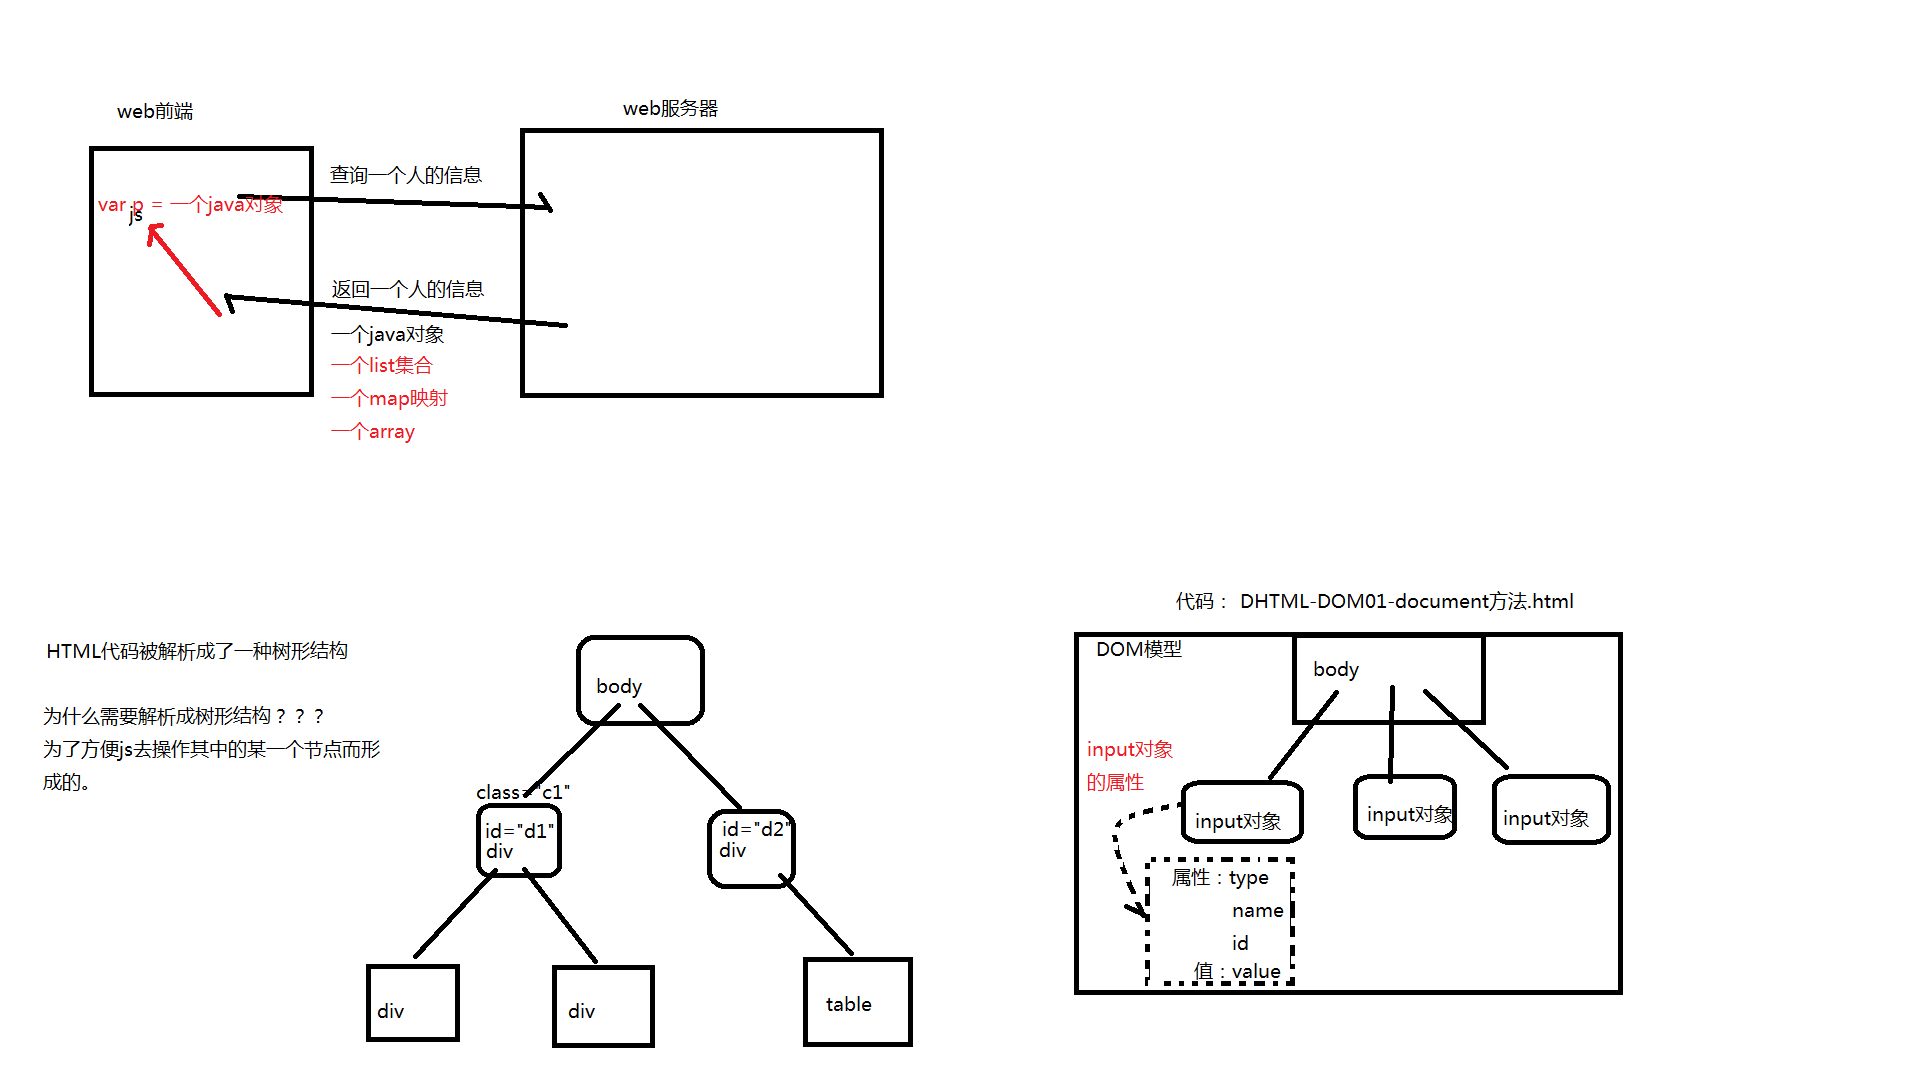 web前端
web服务器
查询一个人的信息
var p = 一个java对象
js
返回一个人的信息
一个java对象
一个list集合
一个map映射
一个array
HTML代码被解析成了一种树形结构
为什么需要解析成树形结构？？？
为了方便js去操作其中的某一个节点而形
成的。
body
class="c1"
id="d1"
div
id="d2"
div
div
div
table
代码： DHTML-DOM01-document方法.html
DOM模型
body
input对象
的属性
input对象
input对象
input对象
属性：type
name
id
值：value